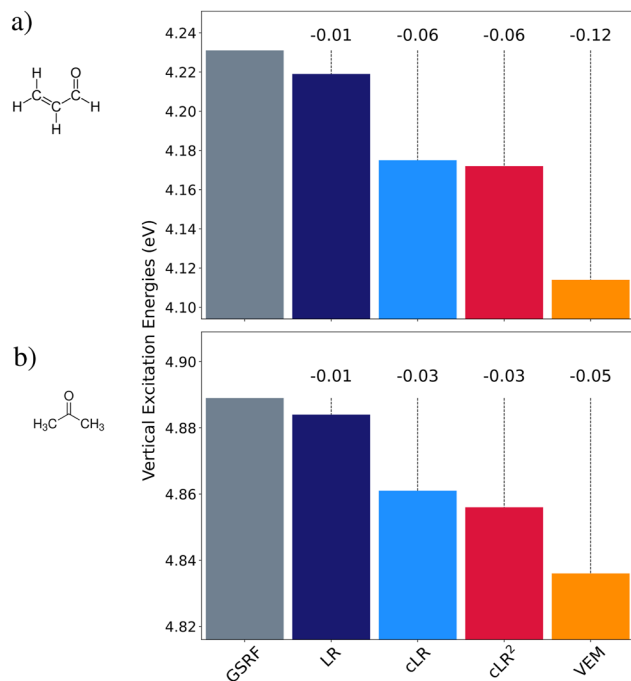 a)
-0.01 -0.06 -0.06 -0.12
4.24
4.22
4.20
4.18
4.16
4.14
4.12
4.10
H O
H C C
C H
H
Vertical Excitation Energies (eV)
b)
-0.01 -0.03 -0.03 -0.05
4.90
4.88
4.86
4.84
4.82
O
H₃C CH₃
GSRF LR cLR cLR² VEM